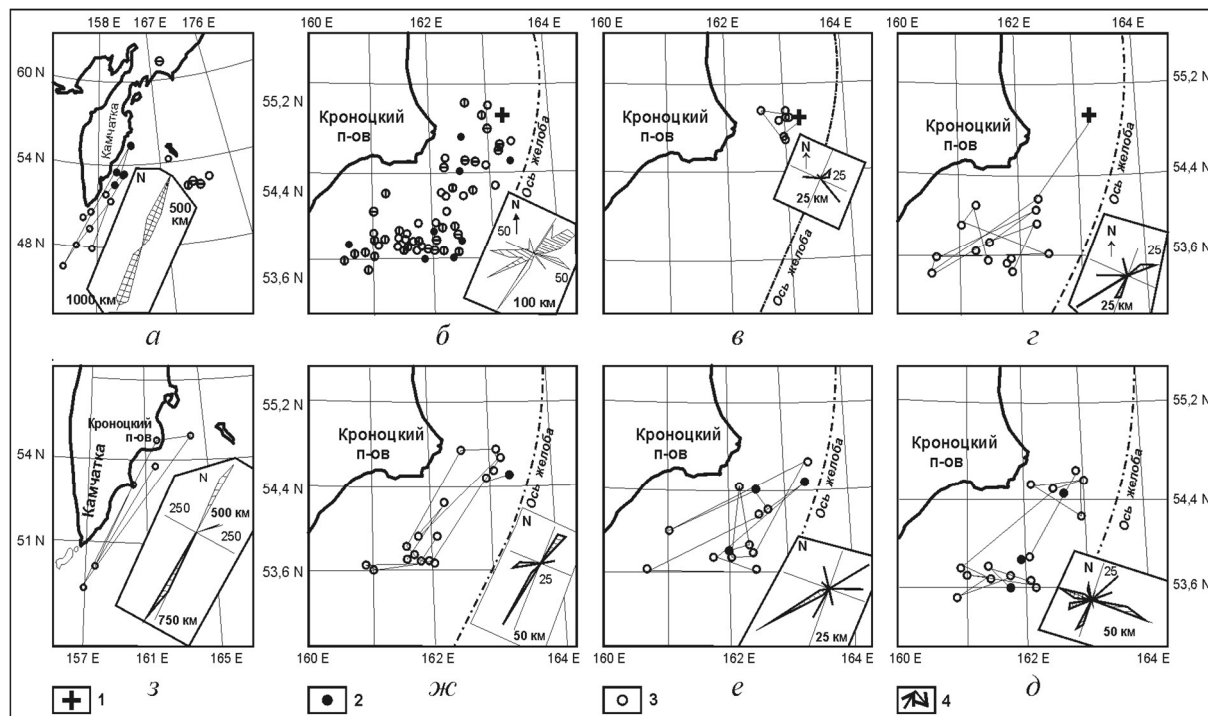 158 E 167 E 176 E
60 N
54 N
48 N
Камчатка
N
500
км
1000 км
а
160 E 162 E 164 E
55,2 N
54,4 N
53,6 N
Кроноцкий
п-ов
Ось желоба
N
50
50
100 км
б
160 E 162 E 164 E
Кроноцкий
п-ов
Ось желоба
Ось желоба
N
25
25 км
в
160 E 162 E 164 E
55,2 N
54,4 N
53,6 N
Кроноцкий
п-ов
Ось желоба
N
25
25 км
г
54 N
51 N
Кроноцкий
п-ов
Камчатка
N
250
500 км
250
750 км
157 E 161 E 165 E
з
55,2 N
54,4 N
53,6 N
Кроноцкий
п-ов
Ось желоба
N
25
50 км
160 E 162 E 164 E
ж
Кроноцкий
п-ов
Ось желоба
N
25 км
160 E 162 E 164 E
е
55,2 N
54,4 N
53,6 N
Кроноцкий
п-ов
Ось желоба
N
25
50 км
160 E 162 E 164 E
д
1 2 3 4